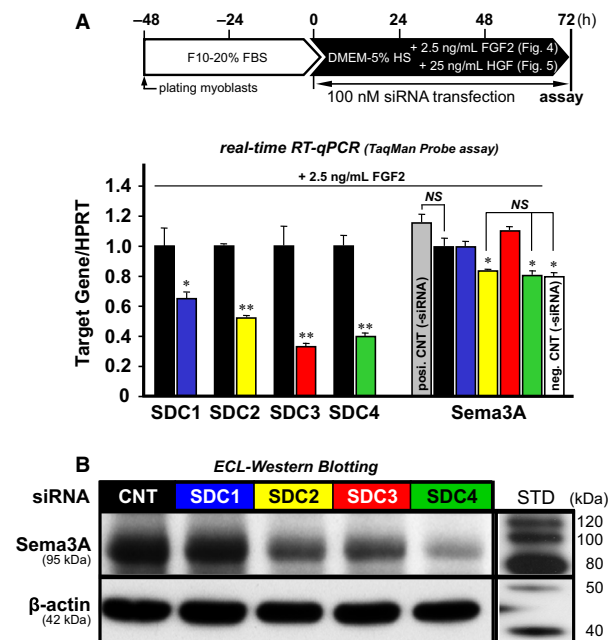 A
−48 −24 0 24 48 72 (h)
F10-20% FBS
DMEM-5% HS
+ 2.5 ng/mL FGF2 (Fig. 4)
+ 25 ng/mL HGF (Fig. 5)
plating myoblasts
100 nM siRNA transfection
assay
real-time RT-qPCR (TaqMan Probe assay)
+ 2.5 ng/mL FGF2
Target Gene/HPRT
1.4
1.2
1.0
0.8
0.6
0.4
0.2
0
*
**
**
**
NS
NS
*
*
*
posi. CNT (-siRNA)
neg. CNT (-siRNA)
SDC1 SDC2 SDC3 SDC4 Sema3A
B
ECL-Western Blotting
siRNA CNT SDC1 SDC2 SDC3 SDC4 STD (kDa)
Sema3A
(95 kDa)
120
100
80
β-actin
(42 kDa)
50
40